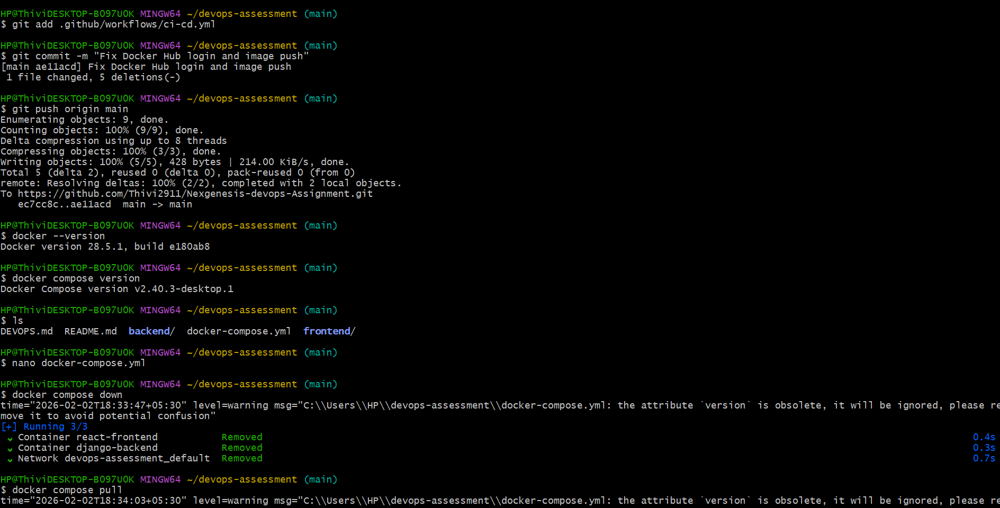 HP@ThiviDESKTOP-BO97UOK MINGW64 ~/devops-assessment (main)
$ git add .github/workflows/ci-cd.yml
HP@ThiviDESKTOP-BO97UOK MINGW64 ~/devops-assessment (main)
$ git commit -m "Fix Docker Hub login and image push"
[main ae11acd] Fix Docker Hub login and image push
 1 file changed, 5 deletions(-)
HP@ThiviDESKTOP-BO97UOK MINGW64 ~/devops-assessment (main)
$ git push origin main
Enumerating objects: 9, done.
Counting objects: 100% (9/9), done.
Delta compression using up to 8 threads
Compressing objects: 100% (3/3), done.
Writing objects: 100% (5/5), 428 bytes | 214.00 KiB/s, done.
Total 5 (delta 2), reused 0 (delta 0), pack-reused 0 (from 0)
remote: Resolving deltas: 100% (2/2), completed with 2 local objects.
To https://github.com/Thivi2911/Nexgenesis-devops-Assignment.git
   ec7cc8c..ae11acd  main -> main
HP@ThiviDESKTOP-BO97UOK MINGW64 ~/devops-assessment (main)
$ docker --version
Docker version 28.5.1, build e180ab8
HP@ThiviDESKTOP-BO97UOK MINGW64 ~/devops-assessment (main)
$ docker compose version
Docker Compose version v2.40.3-desktop.1
HP@ThiviDESKTOP-BO97UOK MINGW64 ~/devops-assessment (main)
$ ls
DEVOPS.md  README.md  backend/  docker-compose.yml  frontend/
HP@ThiviDESKTOP-BO97UOK MINGW64 ~/devops-assessment (main)
$ nano docker-compose.yml
HP@ThiviDESKTOP-BO97UOK MINGW64 ~/devops-assessment (main)
$ docker compose down
time="2026-02-02T18:33:47+05:30" level=warning msg="C:\\Users\\HP\\devops-assessment\\docker-compose.yml: the attribute `version` is obsolete, it will be ignored, please re
move it to avoid potential confusion"
[+] Running 3/3
 ✔ Container react-frontend           Removed 0.4s
 ✔ Container django-backend           Removed 0.3s
 ✔ Network devops-assessment_default  Removed 0.7s
HP@ThiviDESKTOP-BO97UOK MINGW64 ~/devops-assessment (main)
$ docker compose pull
time="2026-02-02T18:34:03+05:30" level=warning msg="C:\\Users\\HP\\devops-assessment\\docker-compose.yml: the attribute `version` is obsolete, it will be ignored, please re